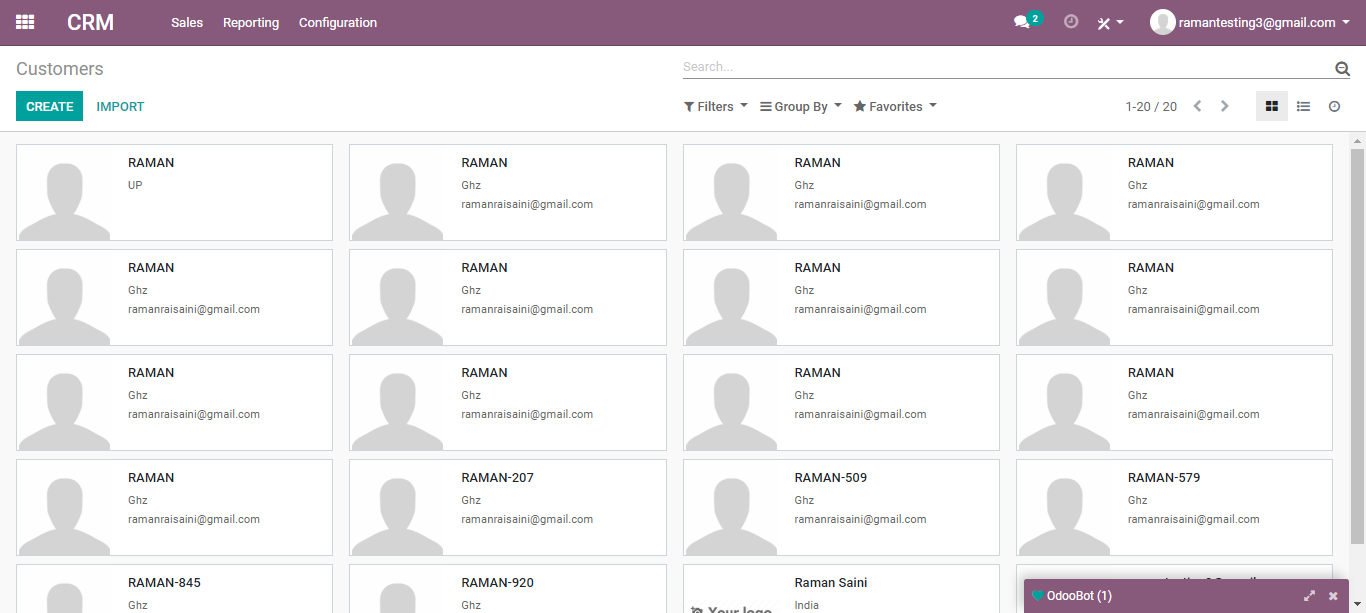 CRM Sales Reporting Configuration 2 ramantesting3@gmail.com
Customers Search...
CREATE IMPORT Filters Group By Favorites 1-20 / 20
RAMAN
UP
RAMAN
Ghz
ramanraisaini@gmail.com
RAMAN
Ghz
ramanraisaini@gmail.com
RAMAN
Ghz
ramanraisaini@gmail.com
RAMAN
Ghz
ramanraisaini@gmail.com
RAMAN
Ghz
ramanraisaini@gmail.com
RAMAN
Ghz
ramanraisaini@gmail.com
RAMAN
Ghz
ramanraisaini@gmail.com
RAMAN
Ghz
ramanraisaini@gmail.com
RAMAN
Ghz
ramanraisaini@gmail.com
RAMAN
Ghz
ramanraisaini@gmail.com
RAMAN
Ghz
ramanraisaini@gmail.com
RAMAN
Ghz
ramanraisaini@gmail.com
RAMAN-207
Ghz
ramanraisaini@gmail.com
RAMAN-509
Ghz
ramanraisaini@gmail.com
RAMAN-579
Ghz
ramanraisaini@gmail.com
RAMAN-845
Ghz
RAMAN-920
Ghz
Your logo
Raman Saini
India
OdooBot (1)